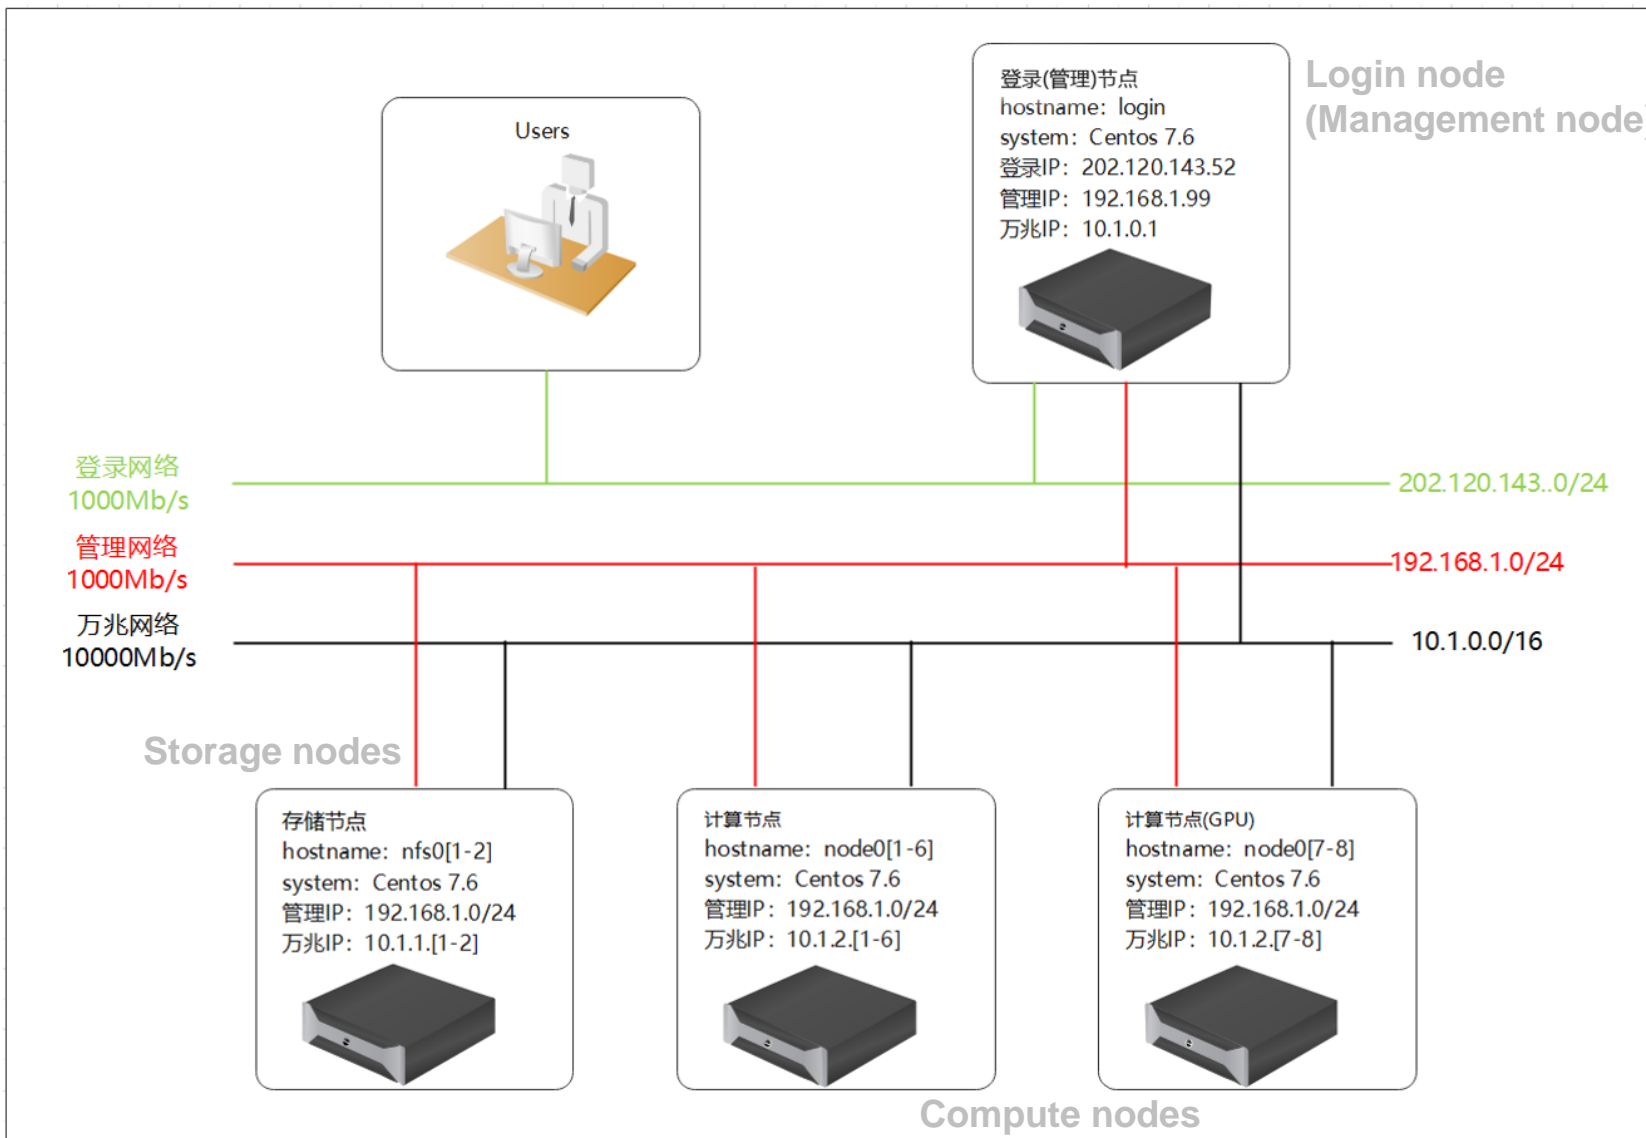 Users
登录(管理)节点
hostname: login
system: Centos 7.6
登录IP: 202.120.143.52
管理IP: 192.168.1.99
万兆IP: 10.1.0.1
Login node
(Management node)
登录网络
1000Mb/s
202.120.143..0/24
管理网络
1000Mb/s
192.168.1.0/24
万兆网络
10000Mb/s
10.1.0.0/16
Storage nodes
存储节点
hostname: nfs0[1-2]
system: Centos 7.6
管理IP: 192.168.1.0/24
万兆IP: 10.1.1.[1-2]
计算节点
hostname: node0[1-6]
system: Centos 7.6
管理IP: 192.168.1.0/24
万兆IP: 10.1.2.[1-6]
计算节点(GPU)
hostname: node0[7-8]
system: Centos 7.6
管理IP: 192.168.1.0/24
万兆IP: 10.1.2.[7-8]
Compute nodes